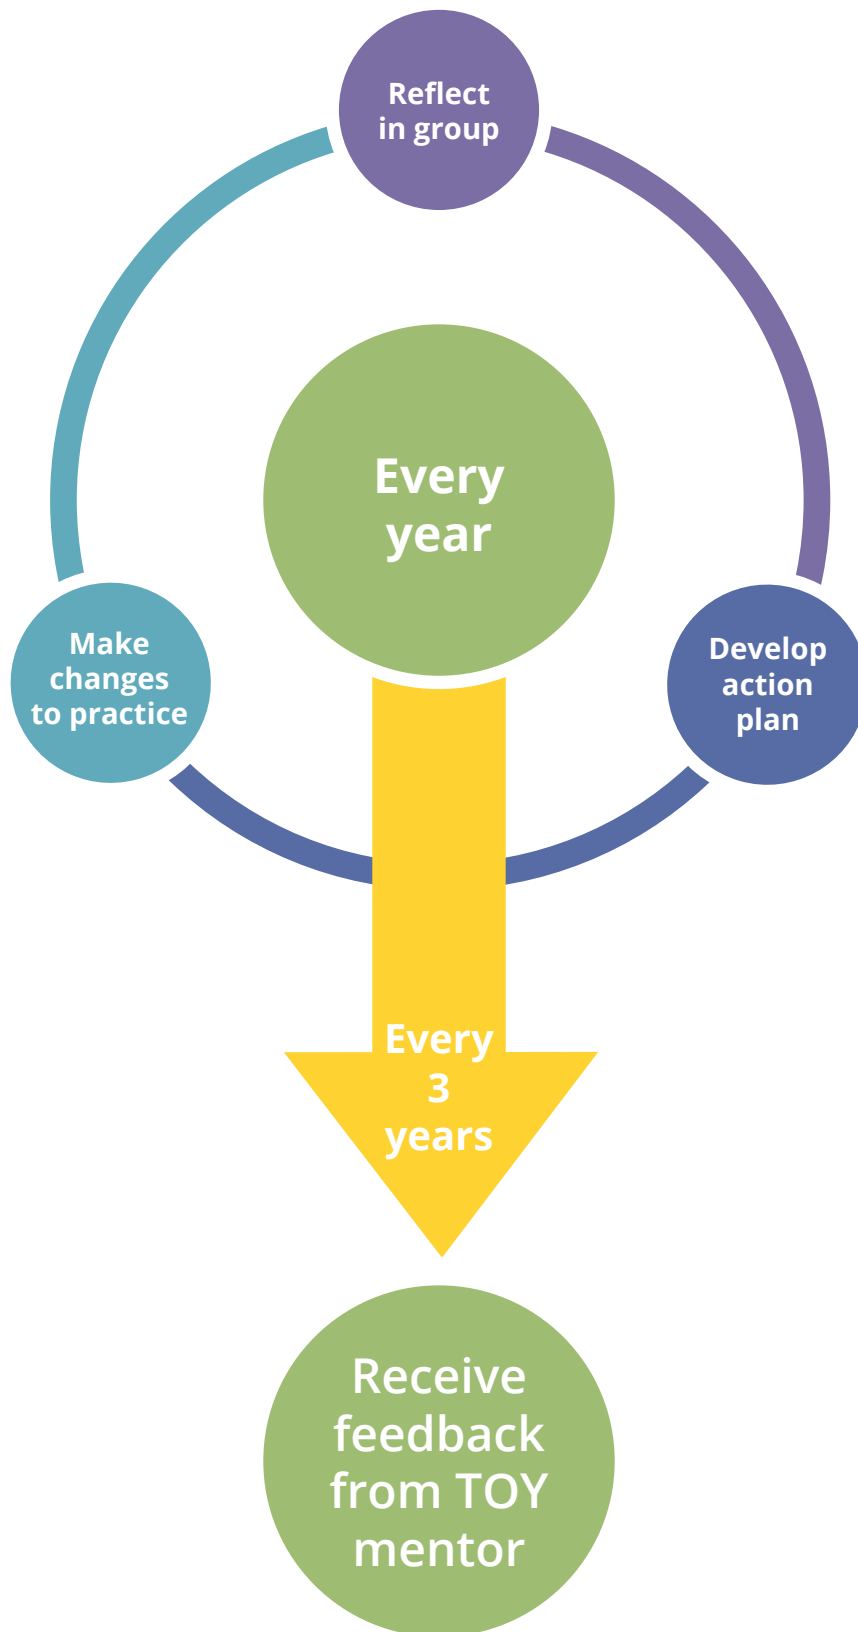 Reflect
in group
Every
year
Make
changes
to practice
Develop
action
plan
Every
3
years
Receive
feedback
from TOY
mentor